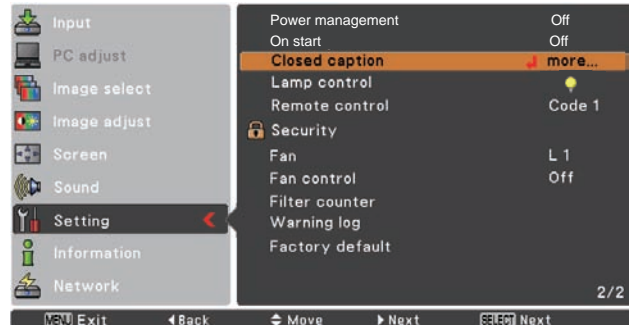 Input
PC adjust
Image select
Image adjust
Screen
Sound
Setting
Information
Network
Power management Off
On start Off
Closed caption more...
Lamp control
Remote control Code 1
Security
Fan L 1
Fan control Off
Filter counter
Warning log
Factory default
2/2
MENU Exit Back Move Next SELECT Next